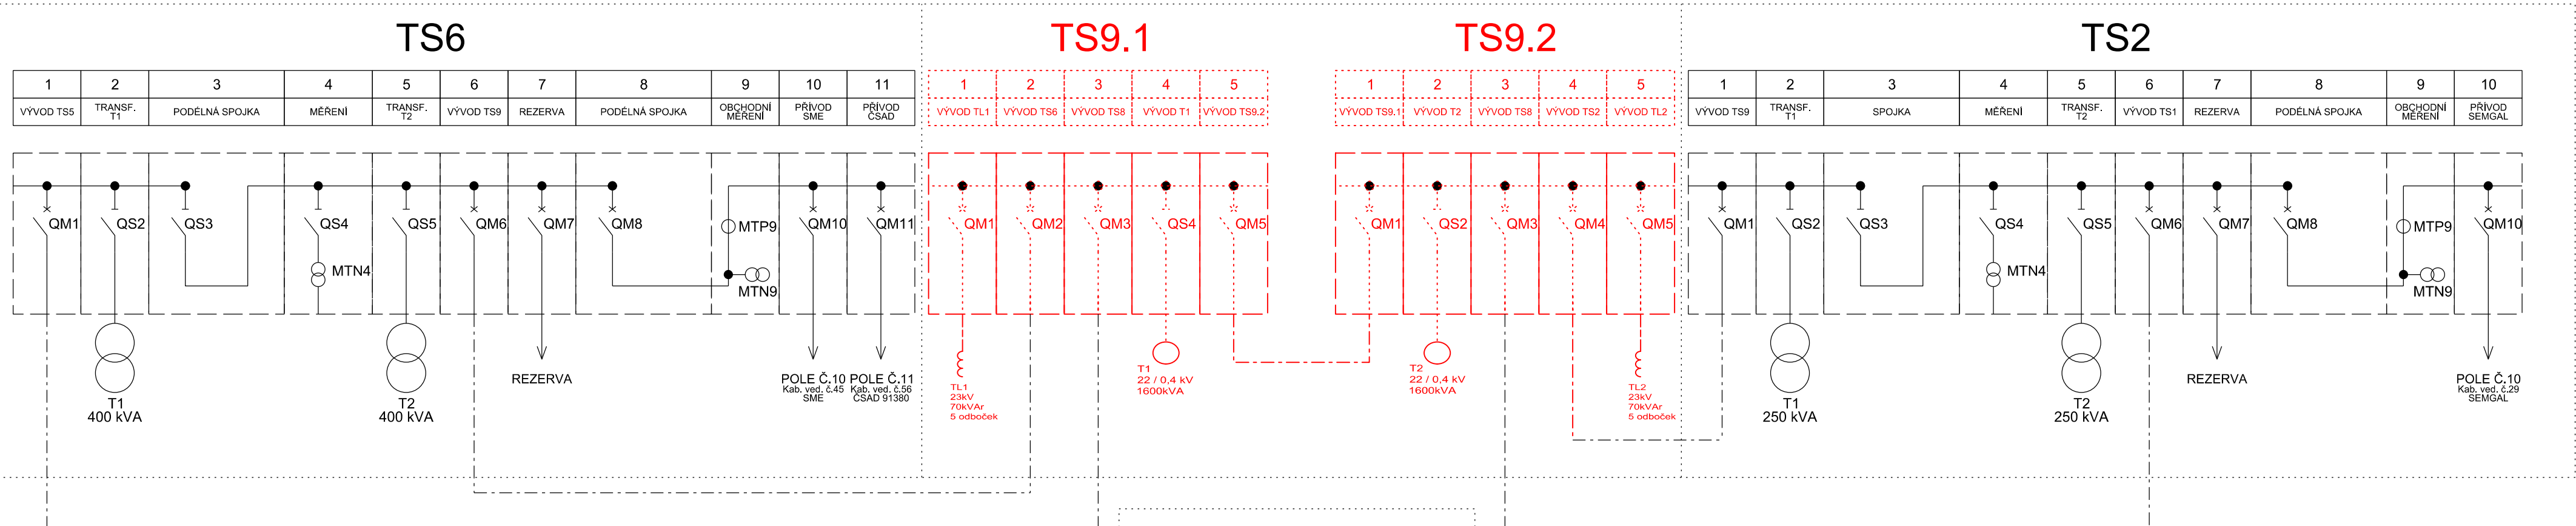 TS6
TS9.1
TS9.2
TS2
1 2 3 4 5 6 7 8 9 10 11
VÝVOD TS5
TRANSF.
T1
PODÉLNÁ SPOJKA
MĚŘENÍ
TRANSF.
T2
VÝVOD TS9
REZERVA
PODÉLNÁ SPOJKA
OBCHODNÍ
MĚŘENÍ
PŘÍVOD
SME
PŘÍVOD
ČSAD
1 2 3 4 5
VÝVOD TL1
VÝVOD TS6
VÝVOD TS8
VÝVOD T1
VÝVOD TS9.2
1 2 3 4 5
VÝVOD TS9.1
VÝVOD T2
VÝVOD TS8
VÝVOD TS2
VÝVOD TL2
1 2 3 4 5 6 7 8 9 10
VÝVOD TS9
TRANSF.
T1
SPOJKA
MĚŘENÍ
TRANSF.
T2
VÝVOD TS1
REZERVA
PODÉLNÁ SPOJKA
OBCHODNÍ
MĚŘENÍ
PŘÍVOD
SEMGAL
QM1 QS2 QS3 QS4 QS5 QM6 QM7 QM8 MTP9 QM10 QM11
MTN4
MTN9
QM1 QM2 QM3 QS4 QM5
QM1 QS2 QM3 QM4 QM5
QM1 QS2 QS3 QS4 QS5 QM6 QM7 QM8 MTP9 QM10
MTN4
MTN9
T1
400 kVA
T2
400 kVA
REZERVA
POLE Č.10
Kab. ved. č.45
SME
POLE Č.11
Kab. ved. č.56
ČSAD 91380
TL1
23kV
70kVAr
5 odboček
T1
22 / 0,4 kV
1600kVA
T2
22 / 0,4 kV
1600kVA
TL2
23kV
70kVAr
5 odboček
T1
250 kVA
T2
250 kVA
REZERVA
POLE Č.10
Kab. ved. č.29
SEMGAL